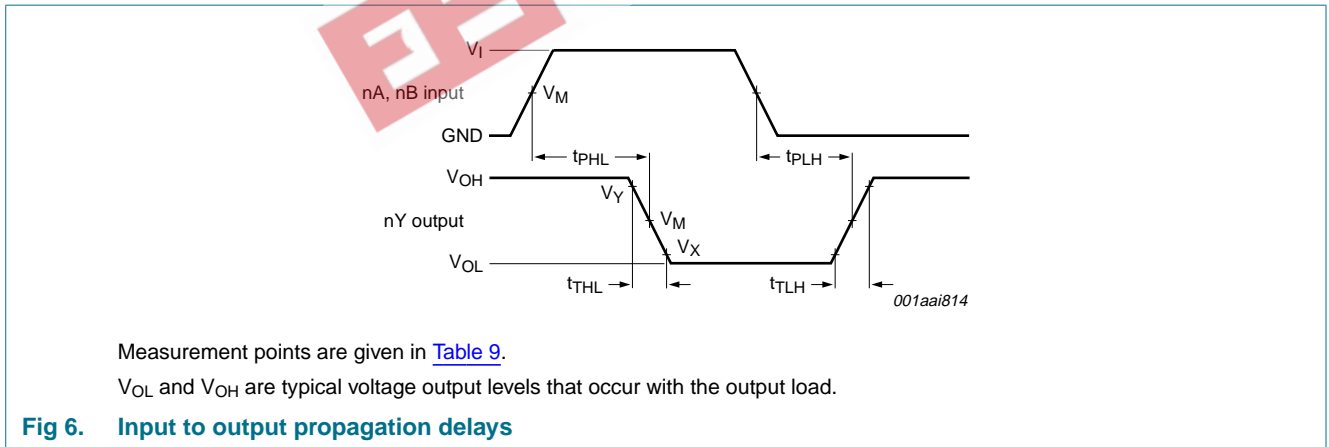 V_I
nA, nB input
V_M
GND
t_PHL
t_PLH
V_OH
V_Y
nY output
V_M
V_X
V_OL
t_THL
t_TLH
001aai814
Measurement points are given in Table 9.
V_OL and V_OH are typical voltage output levels that occur with the output load.
Fig 6. Input to output propagation delays